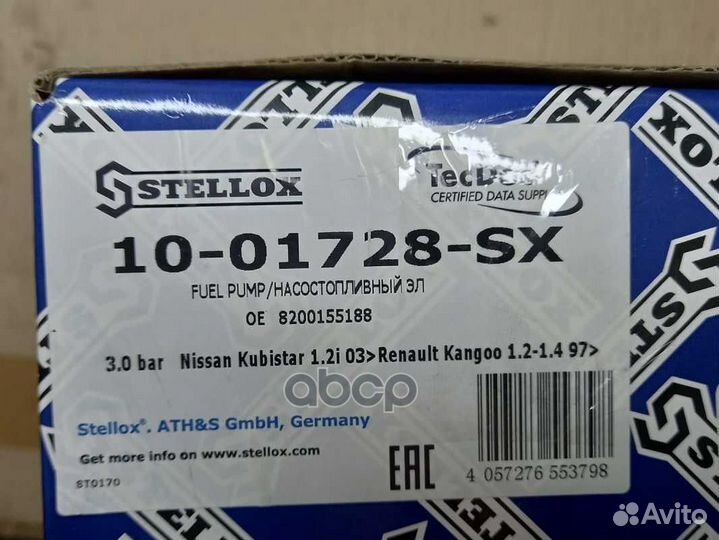 STELLOX
CERTIFIED DATA SUPPL
10-01728-SX
FUEL PUMP/НАСОСТОПЛИВНЫЙ ЭЛ
OE 8200155188
3.0 bar Nissan Kubistar 1.2i 03>Renault Kangoo 1.2-1.4 97>
авто
Stellox®. ATH&S GmbH, Germany
Get more info on www.stellox.com
ST0170
EAC
4 057276 553798
Avito